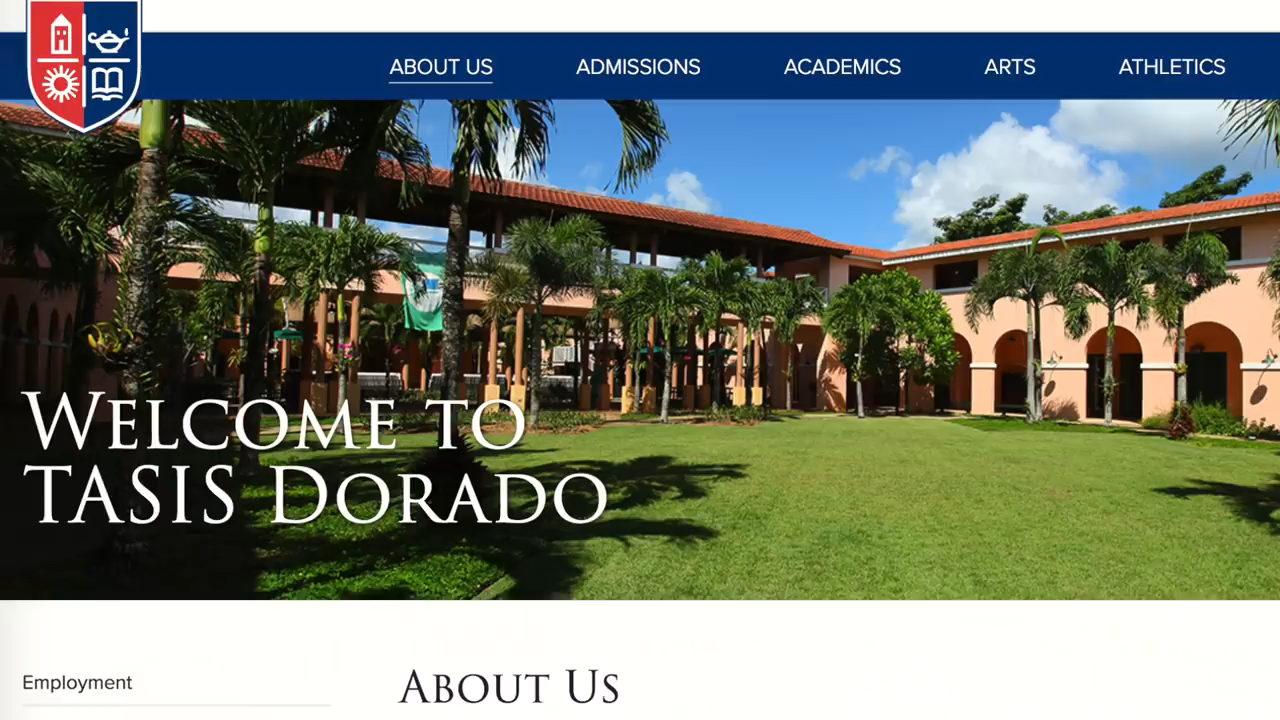 ABOUT US
ADMISSIONS
ACADEMICS
ARTS
ATHLETICS
WELCOME TO
TASIS DORADO
Employment
ABOUT US